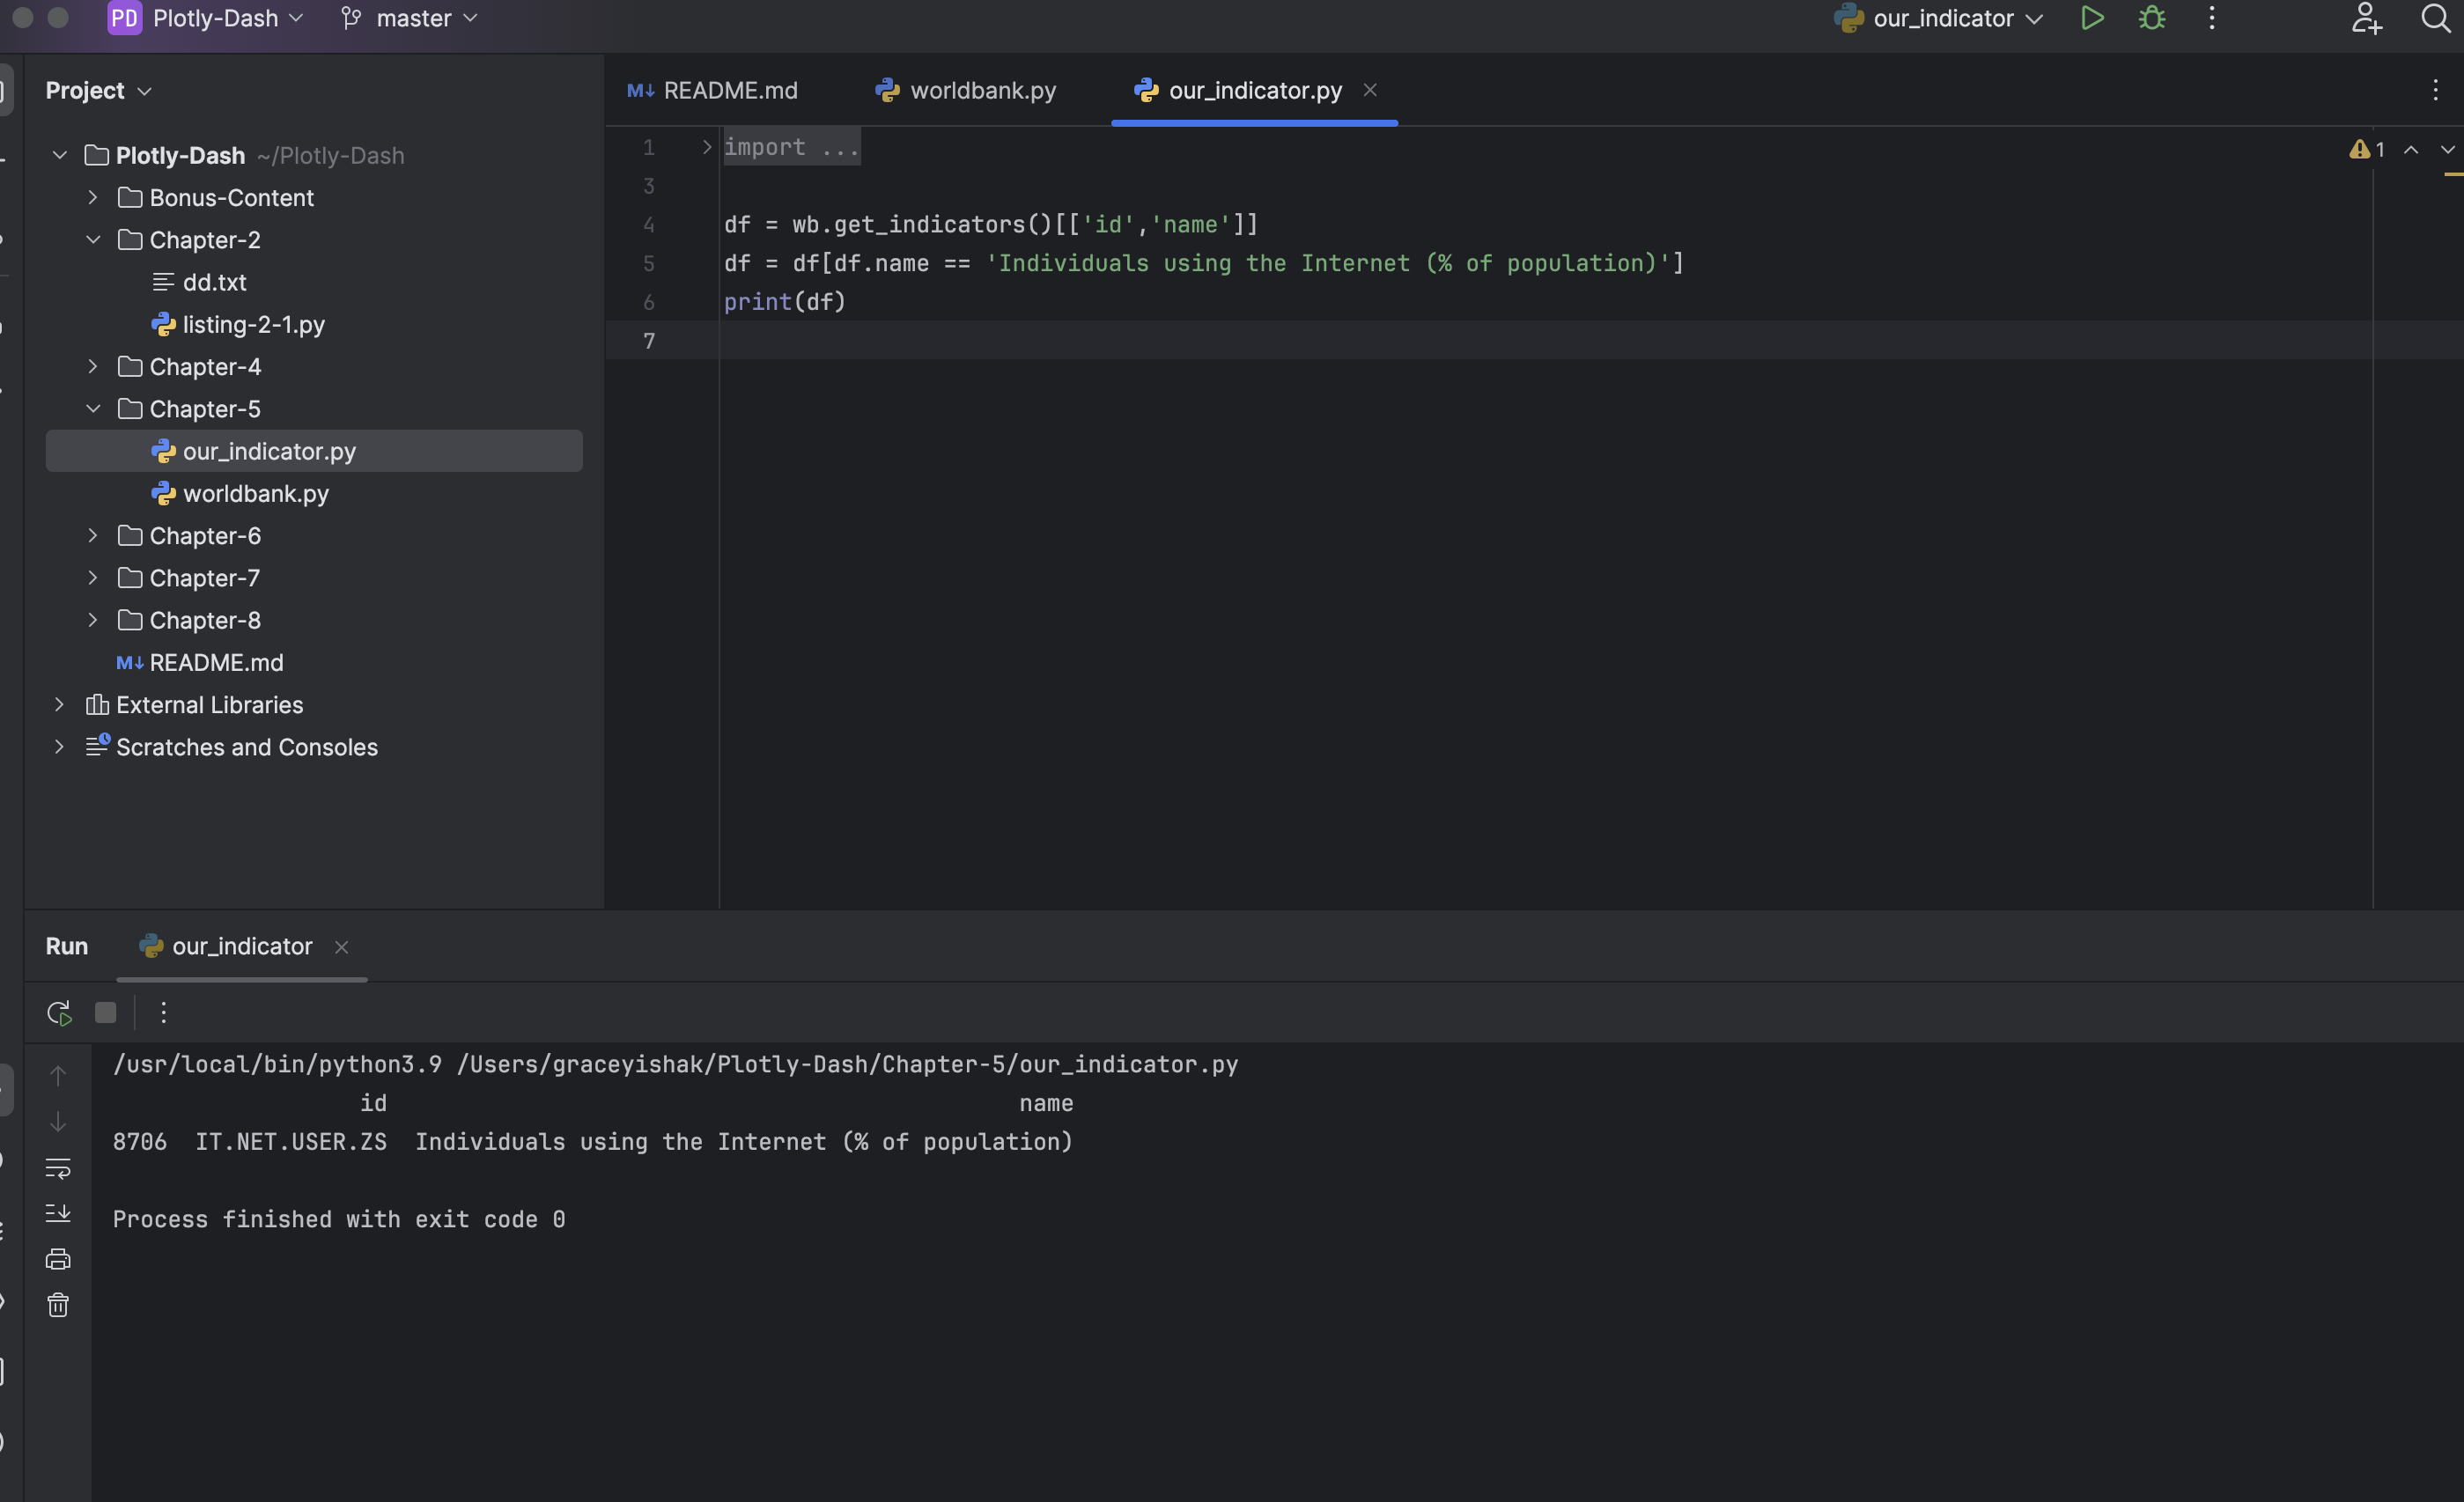 PD Plotly-Dash master our_indicator
Project
README.md worldbank.py our_indicator.py
Plotly-Dash ~/Plotly-Dash
Bonus-Content
Chapter-2
dd.txt
listing-2-1.py
Chapter-4
Chapter-5
our_indicator.py
worldbank.py
Chapter-6
Chapter-7
Chapter-8
M↓ README.md
External Libraries
Scratches and Consoles
1 import ...
3
4 df = wb.get_indicators()[['id','name']]
5 df = df[df.name == 'Individuals using the Internet (% of population)']
6 print(df)
7
1
Run our_indicator
/usr/local/bin/python3.9 /Users/graceyishak/Plotly-Dash/Chapter-5/our_indicator.py
id name
8706 IT.NET.USER.ZS Individuals using the Internet (% of population)
Process finished with exit code 0